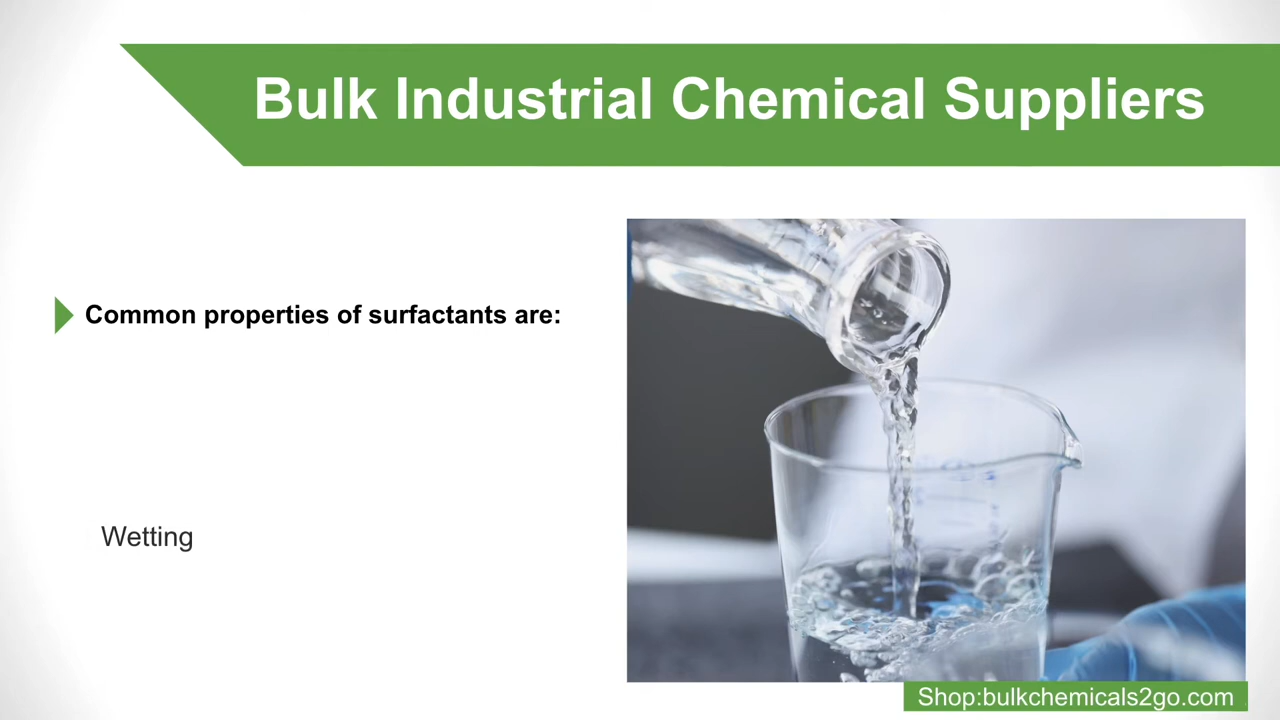 Bulk Industrial Chemical Suppliers
Common properties of surfactants are:
Wetting
Shop:bulkchemicals2go.com